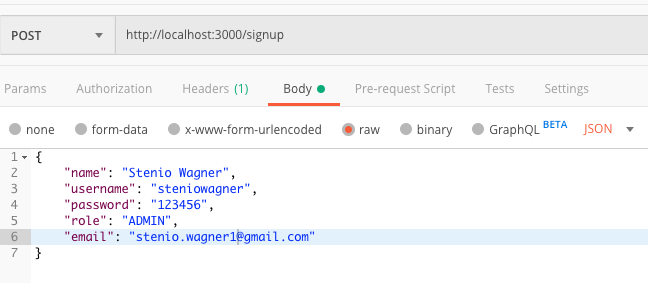 POST http://localhost:3000/signup
Params Authorization Headers (1) Body Pre-request Script Tests Settings
none form-data x-www-form-urlencoded raw binary GraphQL BETA JSON
1 {
2 "name": "Stenio Wagner",
3 "username": "steniowagner",
4 "password": "123456",
5 "role": "ADMIN",
6 "email": "stenio.wagner1@gmail.com"
7 }